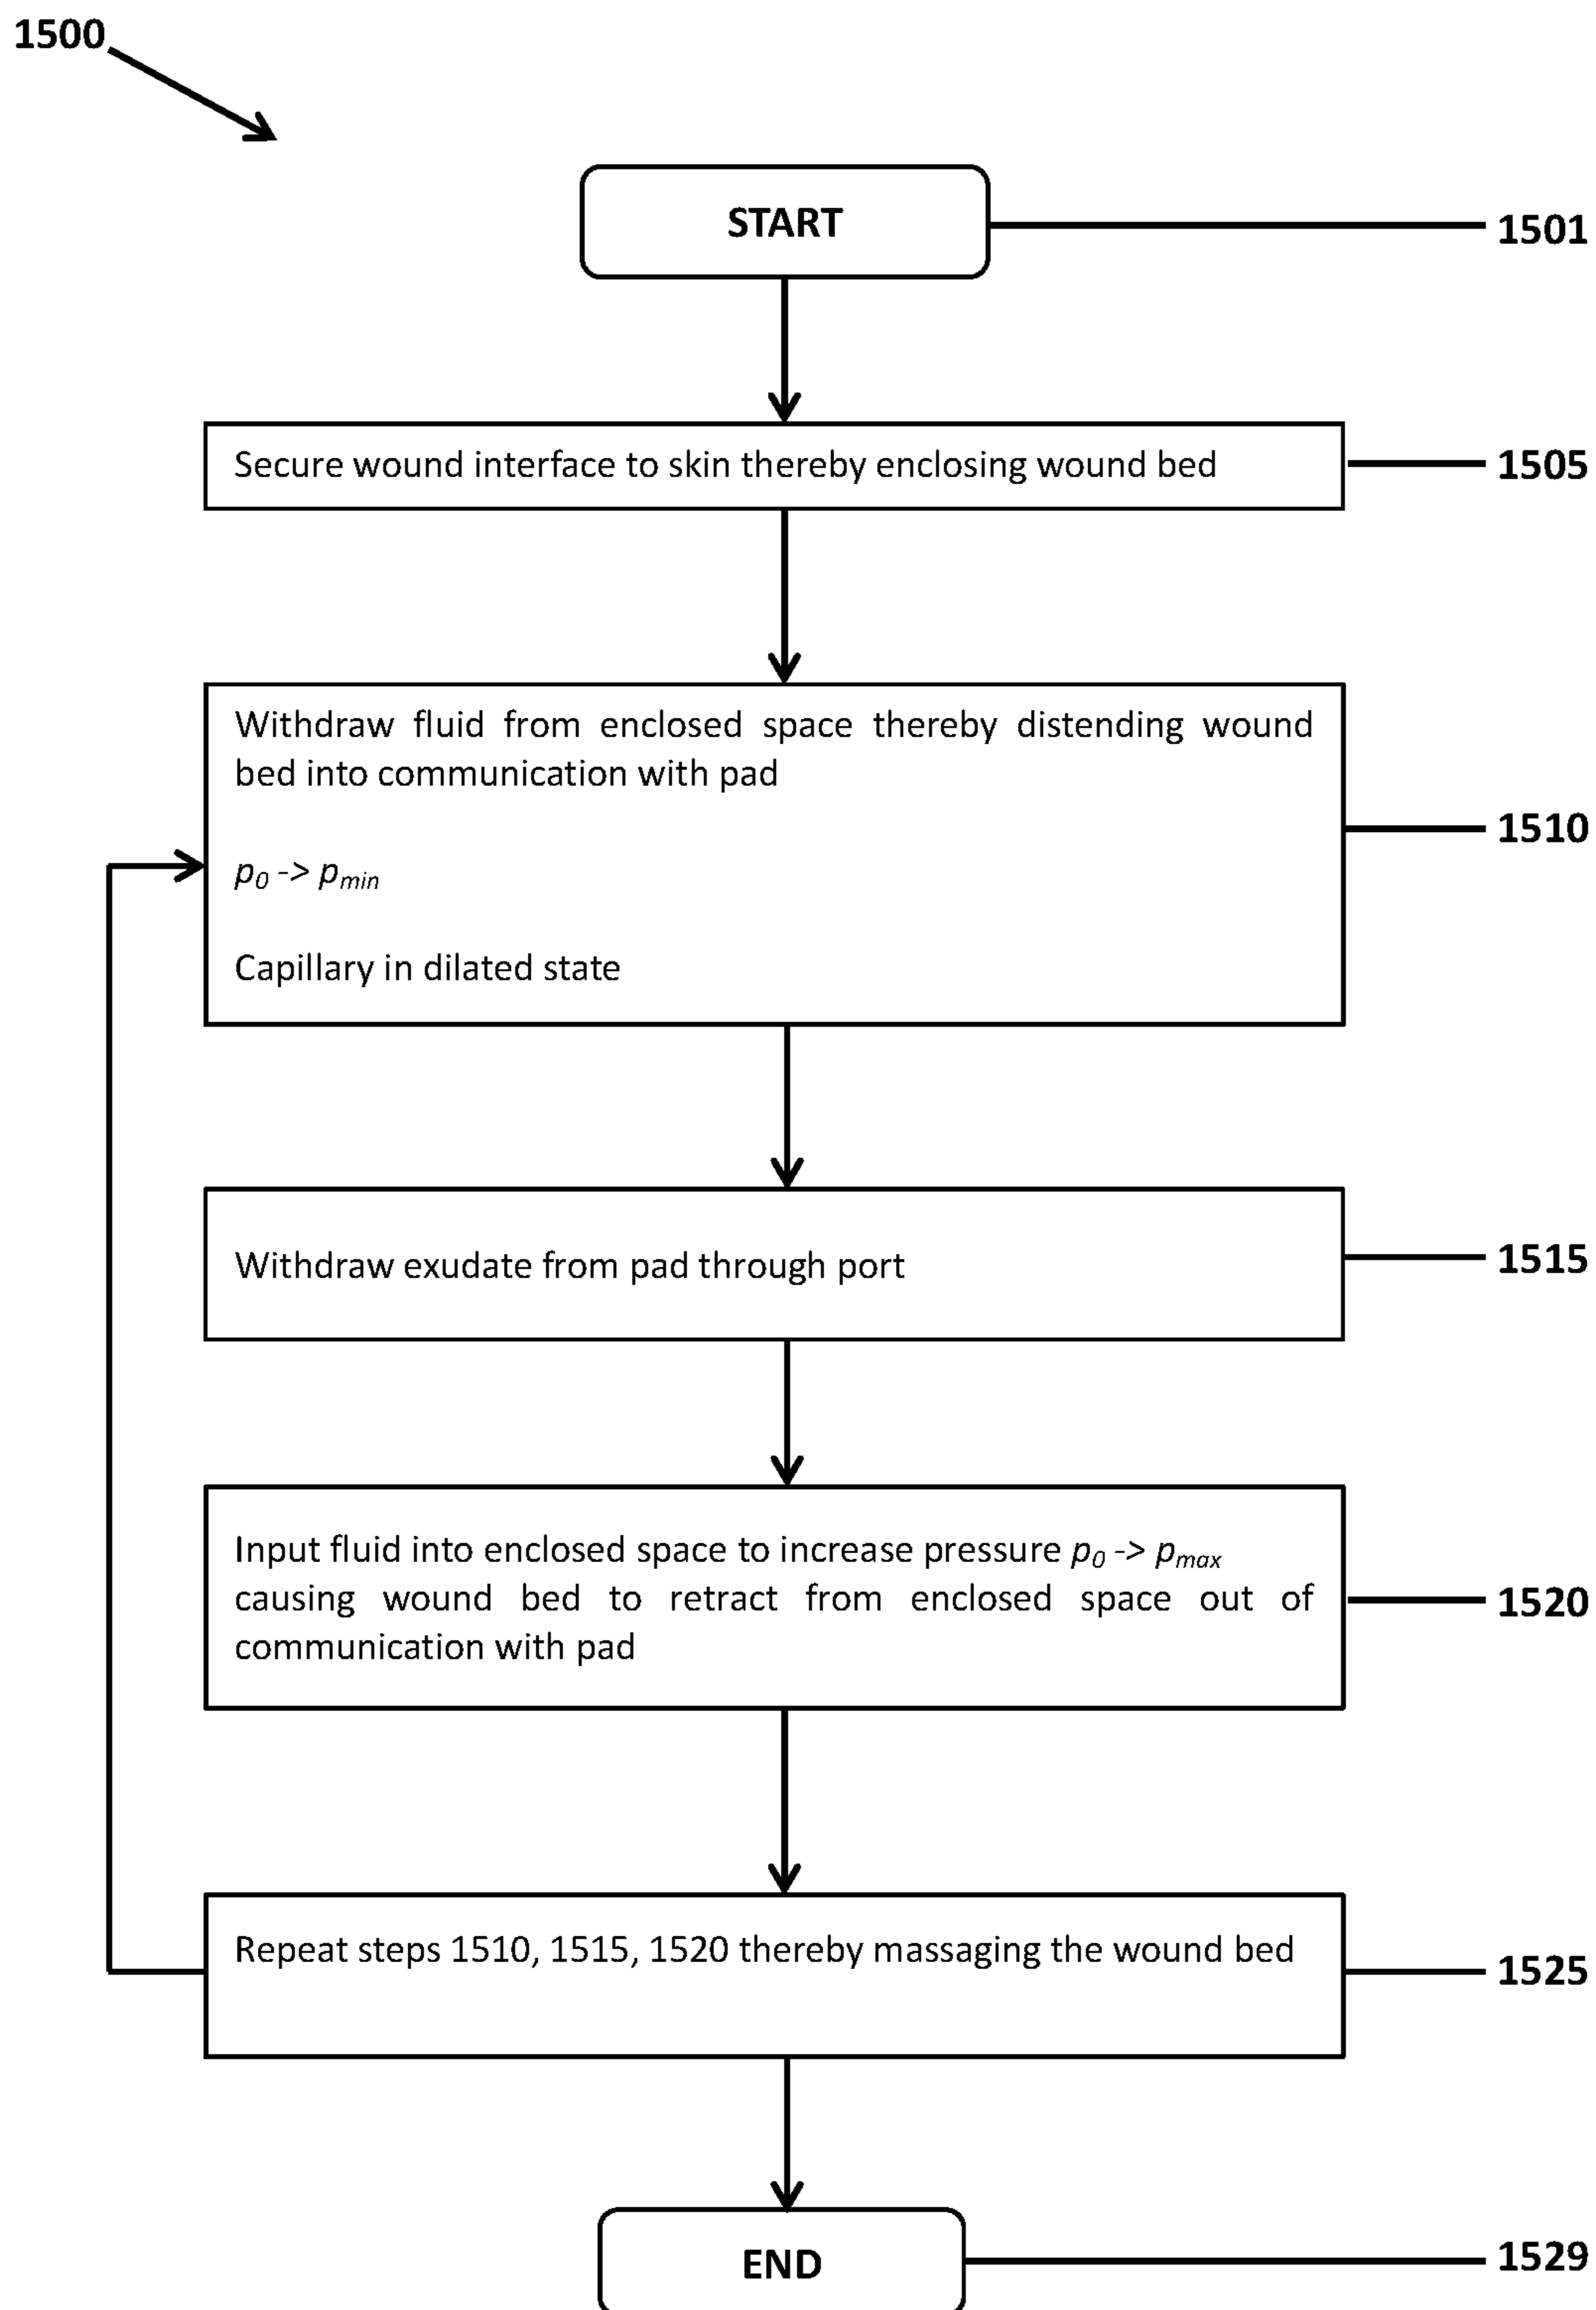 1500
START
1501
Secure wound interface to skin thereby enclosing wound bed
1505
Withdraw fluid from enclosed space thereby distending wound
bed into communication with pad
p0 -> pmin
Capillary in dilated state
1510
Withdraw exudate from pad through port
1515
Input fluid into enclosed space to increase pressure p0 -> pmax
causing wound bed to retract from enclosed space out of
communication with pad
1520
Repeat steps 1510, 1515, 1520 thereby massaging the wound bed
1525
END
1529